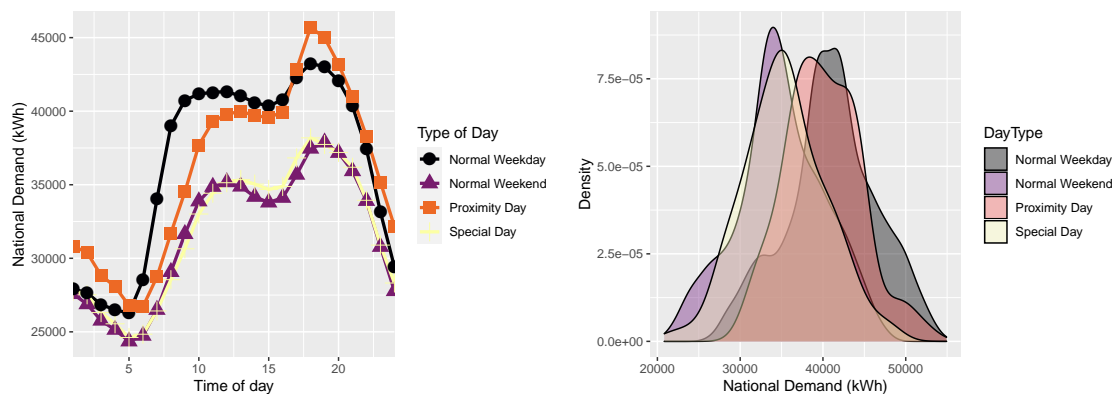 45000
40000
35000
30000
25000
National Demand (kWh)
5
10
15
20
Time of day
Type of Day
Normal Weekday
Normal Weekend
Proximity Day
Special Day
7.5e−05
5.0e−05
2.5e−05
0.0e+00
Density
20000
30000
40000
50000
National Demand (kWh)
DayType
Normal Weekday
Normal Weekend
Proximity Day
Special Day